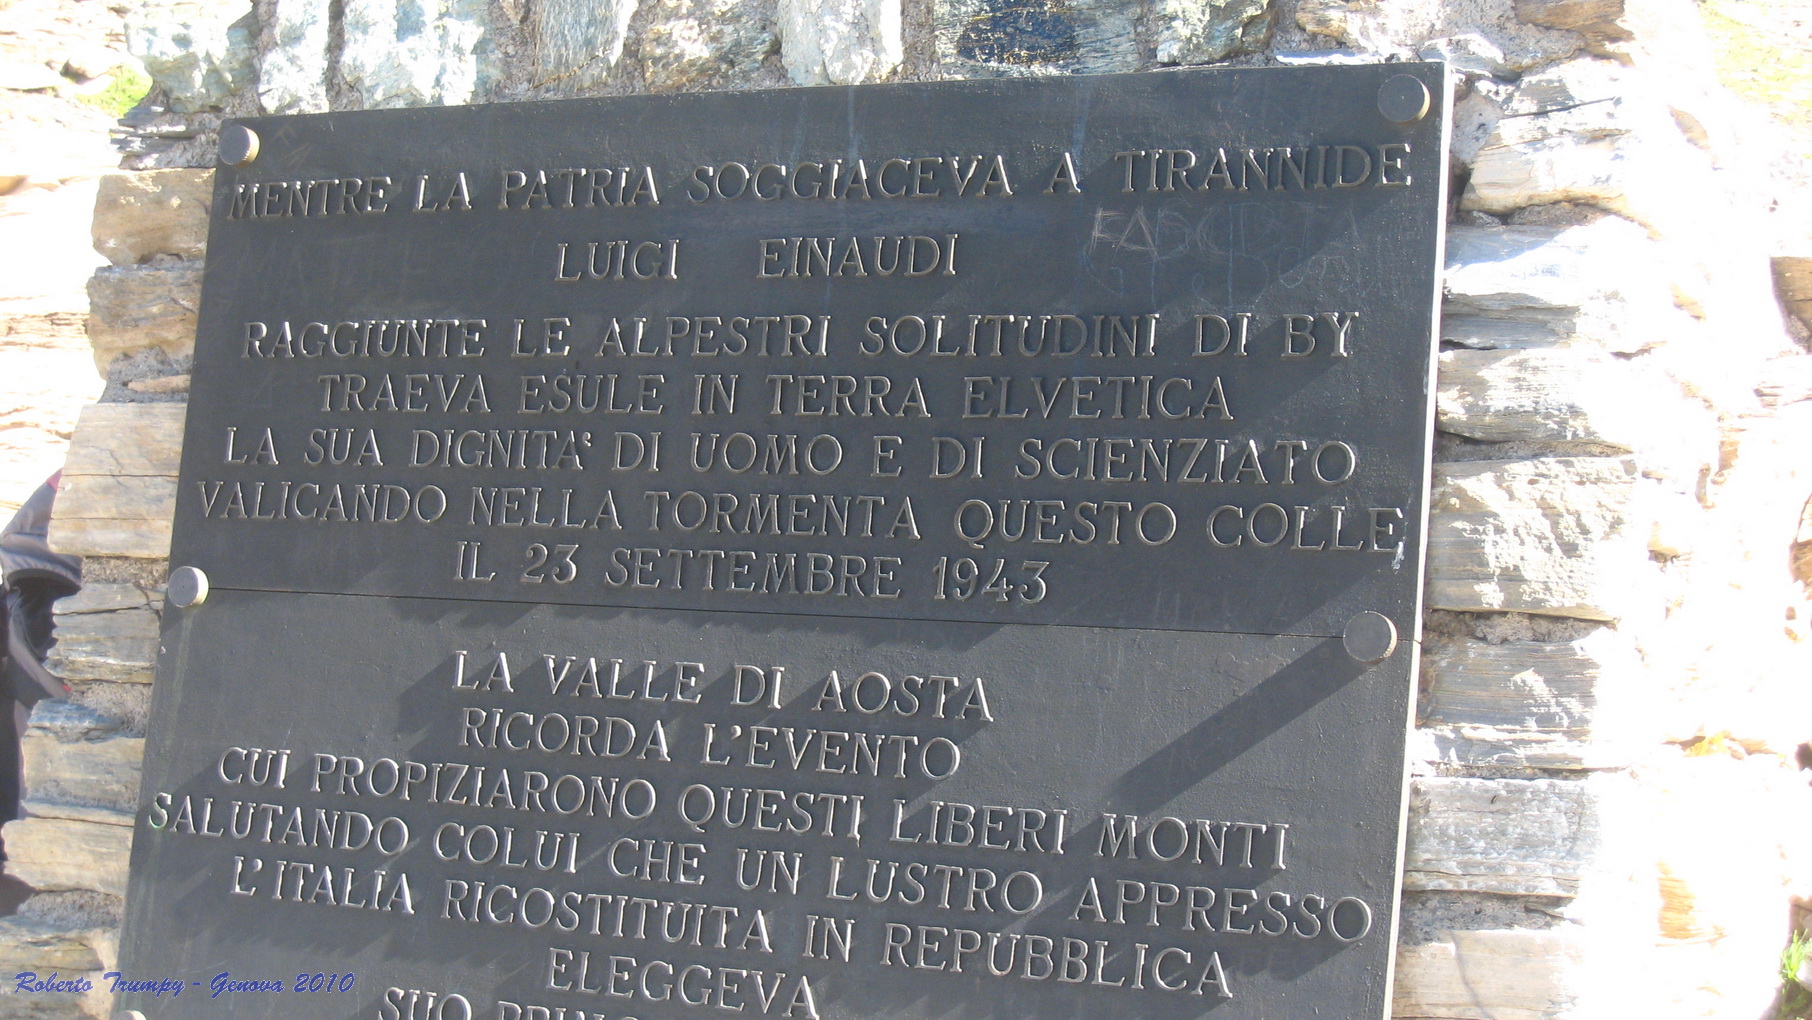 MENTRE LA PATRIA SOGGIACEVA A TIRANNIDE
LUIGI EINAUDI
RAGGIUNTE LE ALPESTRI SOLITUDINI DI BY
TRAEVA ESULE IN TERRA ELVETICA
LA SUA DIGNITA' DI UOMO E DI SCIENZIATO
VALICANDO NELLA TORMENTA QUESTO COLLE
IL 23 SETTEMBRE 1943
LA VALLE DI AOSTA
RICORDA L'EVENTO
CUI PROPIZIARONO QUESTI LIBERI MONTI
SALUTANDO COLUI CHE UN LUSTRO APPRESSO
L'ITALIA RICOSTITUITA IN REPUBBLICA
ELEGGEVA
SUO
Roberto Trumpy - Genova 2010